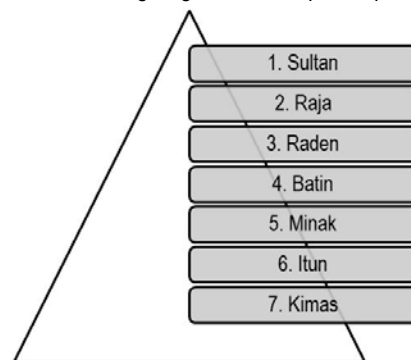 1. Sultan
2. Raja
3. Raden
4. Batin
5. Minak
6. Itun
7. Kimas